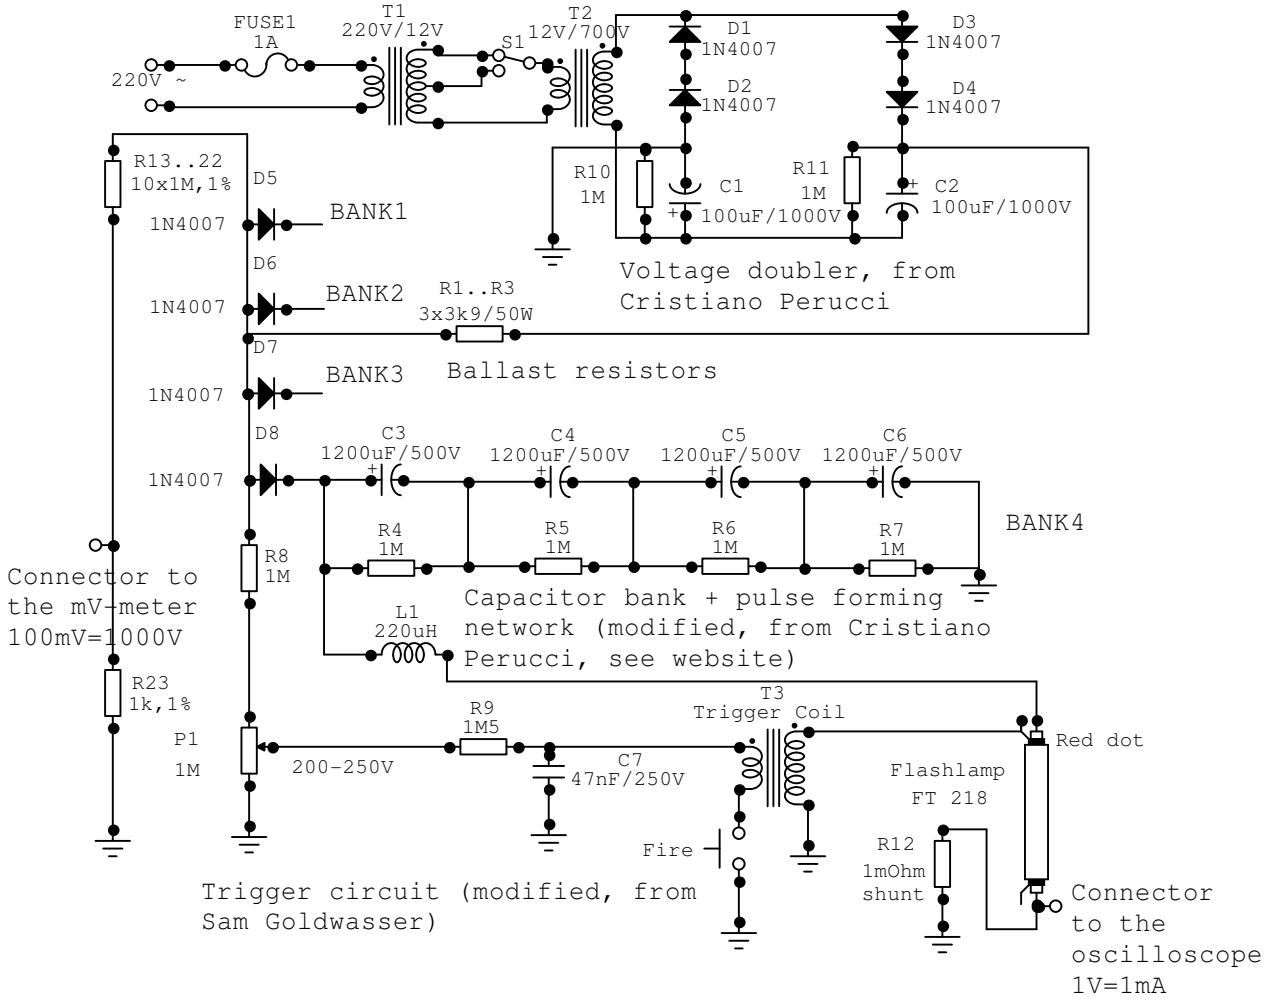 FUSE1
1A
T1
220V/12V
T2
12V/700V
S1
D1
1N4007
D3
1N4007
220V ~
D2
1N4007
D4
1N4007
R13..22
10x1M,1%
D5
1N4007
BANK1
R10
1M
C1
+
100uF/1000V
R11
1M
+
C2
100uF/1000V
D6
1N4007
BANK2
R1..R3
3x3k9/50W
Voltage doubler, from
Cristiano Perucci
D7
1N4007
BANK3
Ballast resistors
D8
1N4007
C3
1200uF/500V
+
C4
1200uF/500V
+
C5
1200uF/500V
+
C6
1200uF/500V
+
BANK4
R4
1M
R5
1M
R6
1M
R7
1M
R8
1M
Connector to
the mV-meter
100mV=1000V
Capacitor bank + pulse forming
network (modified, from Cristiano
Perucci, see website)
L1
220uH
R23
1k,1%
P1
1M
200-250V
R9
1M5
C7
47nF/250V
T3
Trigger Coil
Red dot
Flashlamp
FT 218
Fire
R12
1mOhm
shunt
Trigger circuit (modified, from
Sam Goldwasser)
Connector
to the
oscilloscope
1V=1mA